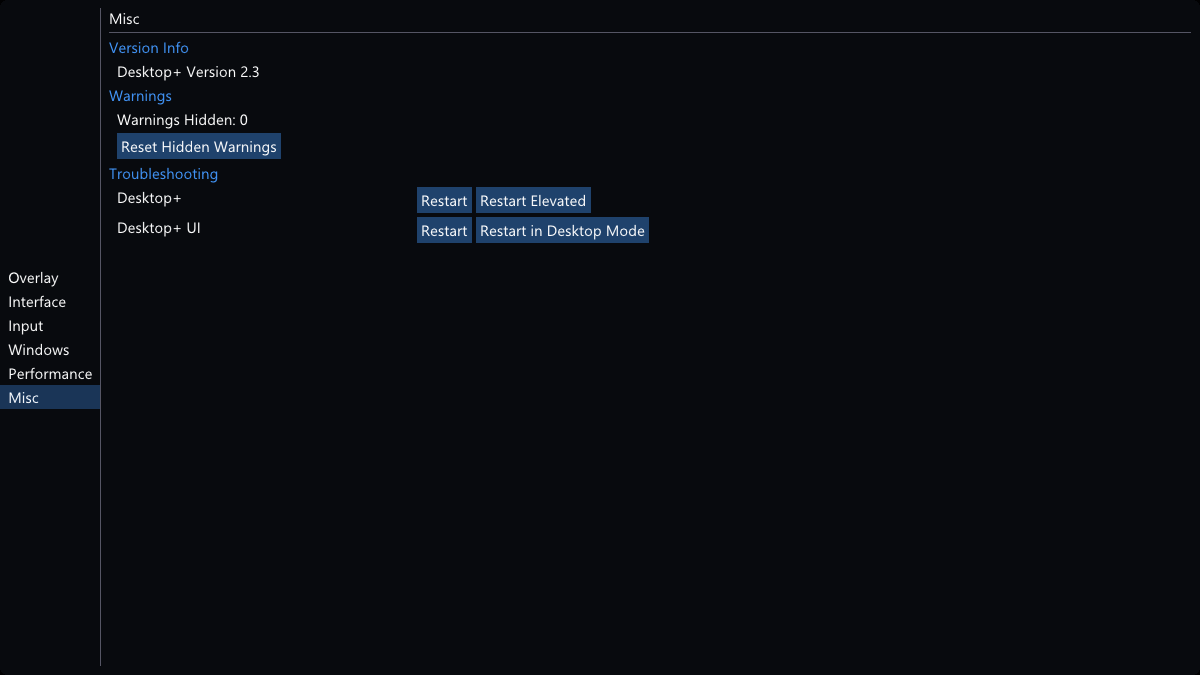 Misc
Version Info
Desktop+ Version 2.3
Warnings
Warnings Hidden: 0
Reset Hidden Warnings
Troubleshooting
Desktop+ Restart Restart Elevated
Desktop+ UI Restart Restart in Desktop Mode
Overlay
Interface
Input
Windows
Performance
Misc